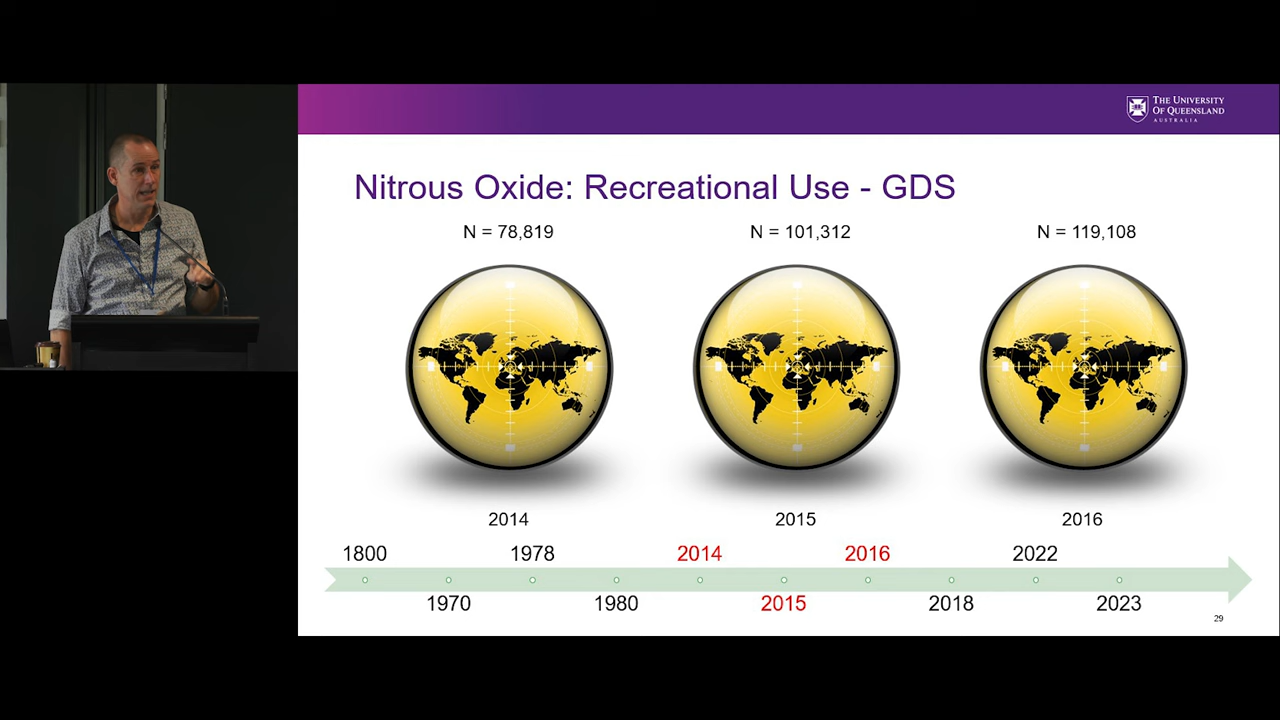 THE UNIVERSITY
OF QUEENSLAND
AUSTRALIA
Nitrous Oxide: Recreational Use - GDS
N = 78,819
N = 101,312
N = 119,108
2014
2015
2016
1800
1978
2014
2016
2022
1970
1980
2015
2018
2023
29